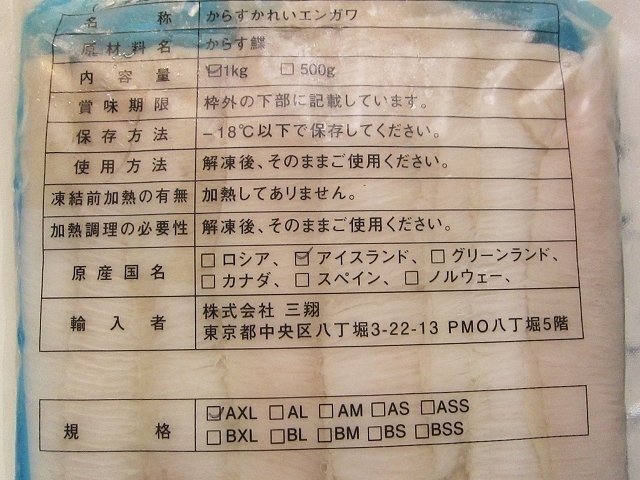 名称 からすかれいエンガワ
原材料名 からす鰈
内容量 ☑1kg □500g
賞味期限 枠外の下部に記載しています。
保存方法 －18℃以下で保存してください。
使用方法 解凍後、そのままご使用ください。
凍結前加熱の有無 加熱してありません。
加熱調理の必要性 解凍後、そのままご使用ください。
原産国名 □ロシア、☑アイスランド、□グリーンランド、
□カナダ、□スペイン、□ノルウェー、
輸入者 株式会社 三翔
東京都中央区八丁堀3-22-13 PMO八丁堀5階
規格 ☑AXL □AL □AM □AS □ASS
□BXL □BL □BM □BS □BSS